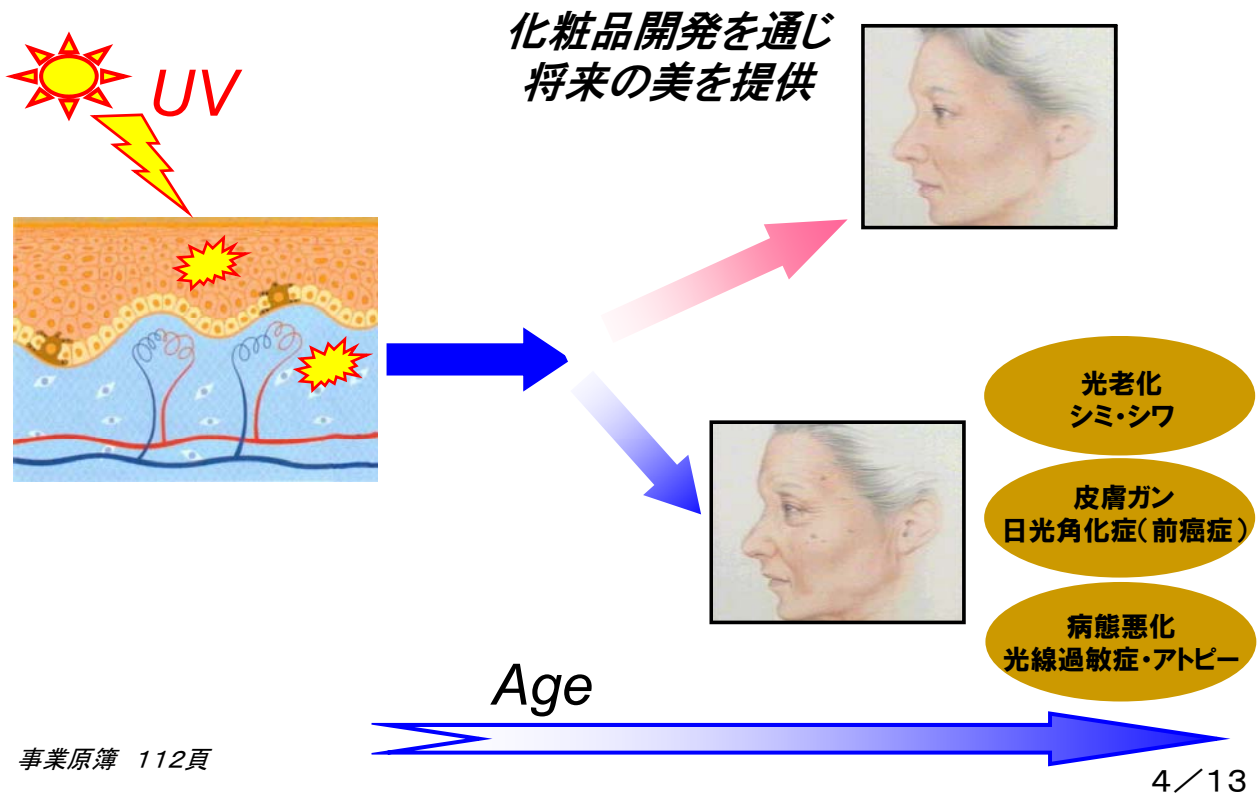 化粧品開発を通じ
将来の美を提供
UV
光老化
シミ・シワ
皮膚ガン
日光角化症(前癌症)
病態悪化
光線過敏症・アトピー
Age
事業原簿 112頁
4/13